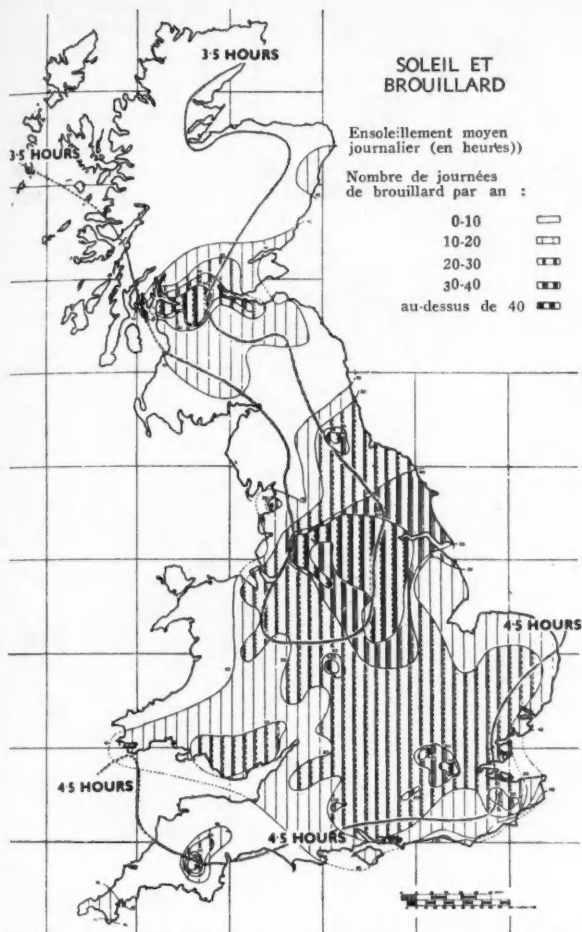 3·5 HOURS
SOLEIL ET
BROUILLARD
Ensoleillement moyen
journalier (en heures))
Nombre de journées
de brouillard par an :
0-10
10-20
20-30
30-40
au-dessus de 40
3·5 HOURS
4·5 HOURS
4·5 HOURS
4·5 HOURS